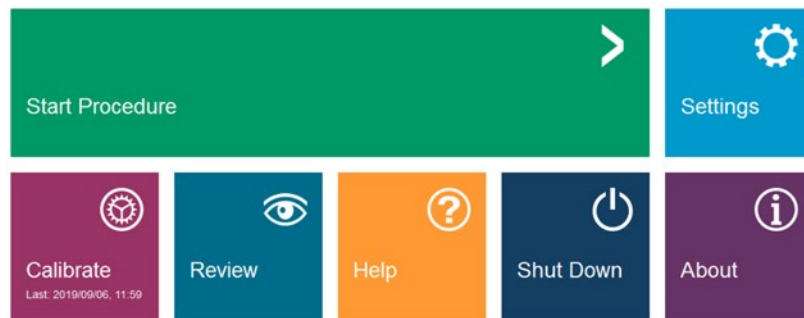 Start Procedure
Settings
Calibrate
Last: 2019/09/06, 11:59
Review
Help
Shut Down
About